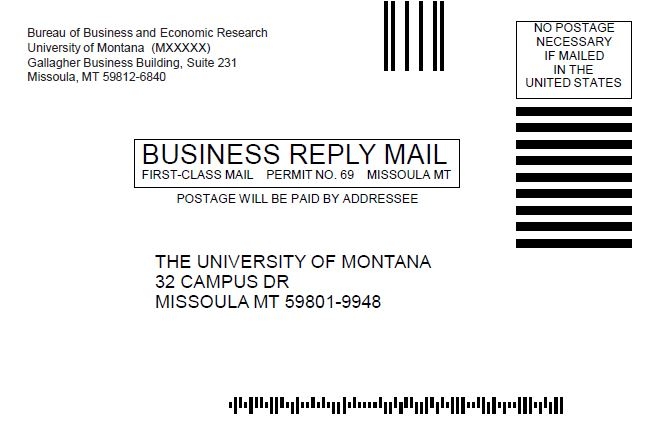 Bureau of Business and Economic Research
University of Montana (MXXXXX)
Gallagher Business Building, Suite 231
Missoula, MT 59812-6840
NO POSTAGE
NECESSARY
IF MAILED
IN THE
UNITED STATES
BUSINESS REPLY MAIL
FIRST-CLASS MAIL PERMIT NO. 69 MISSOULA MT
POSTAGE WILL BE PAID BY ADDRESSEE
THE UNIVERSITY OF MONTANA
32 CAMPUS DR
MISSOULA MT 59801-9948